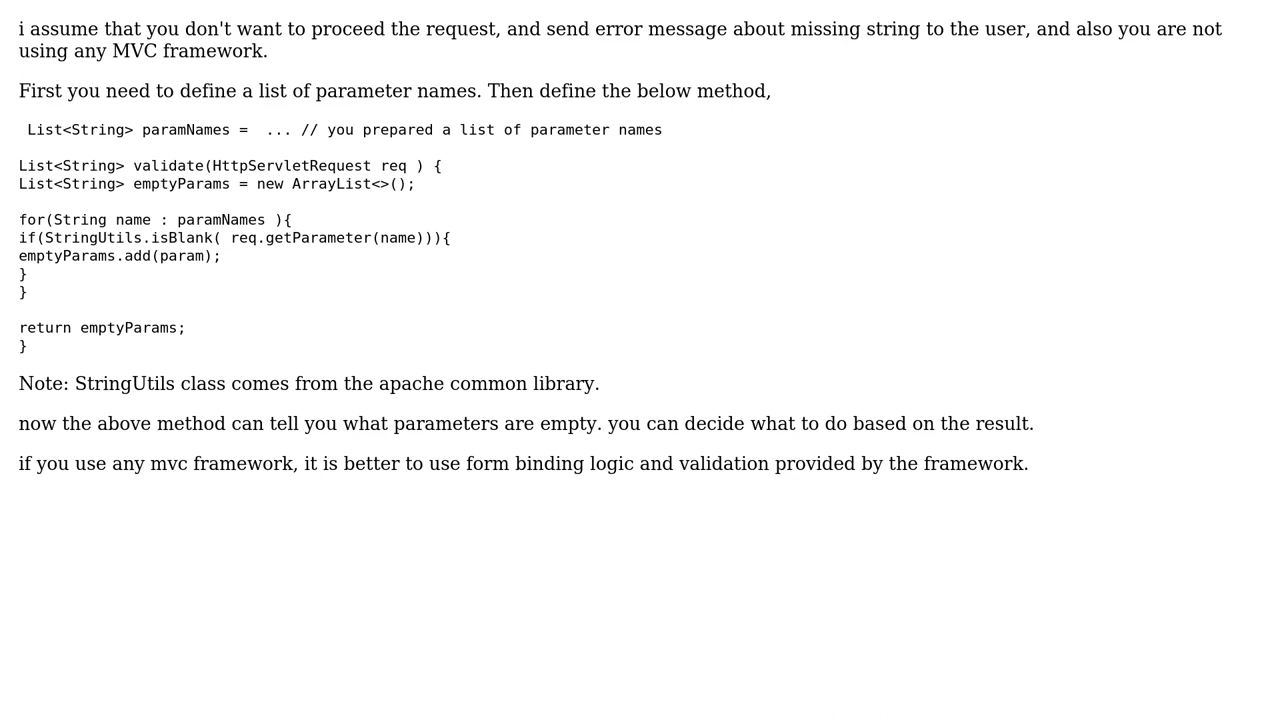 i assume that you don't want to proceed the request, and send error message about missing string to the user, and also you are not
using any MVC framework.
First you need to define a list of parameter names. Then define the below method,
List<String> paramNames =  ... // you prepared a list of parameter names
List<String> validate(HttpServletRequest req ) {
List<String> emptyParams = new ArrayList<>();
for(String name : paramNames ){
if(StringUtils.isBlank( req.getParameter(name))){
emptyParams.add(param);
}
}
return emptyParams;
}
Note: StringUtils class comes from the apache common library.
now the above method can tell you what parameters are empty. you can decide what to do based on the result.
if you use any mvc framework, it is better to use form binding logic and validation provided by the framework.